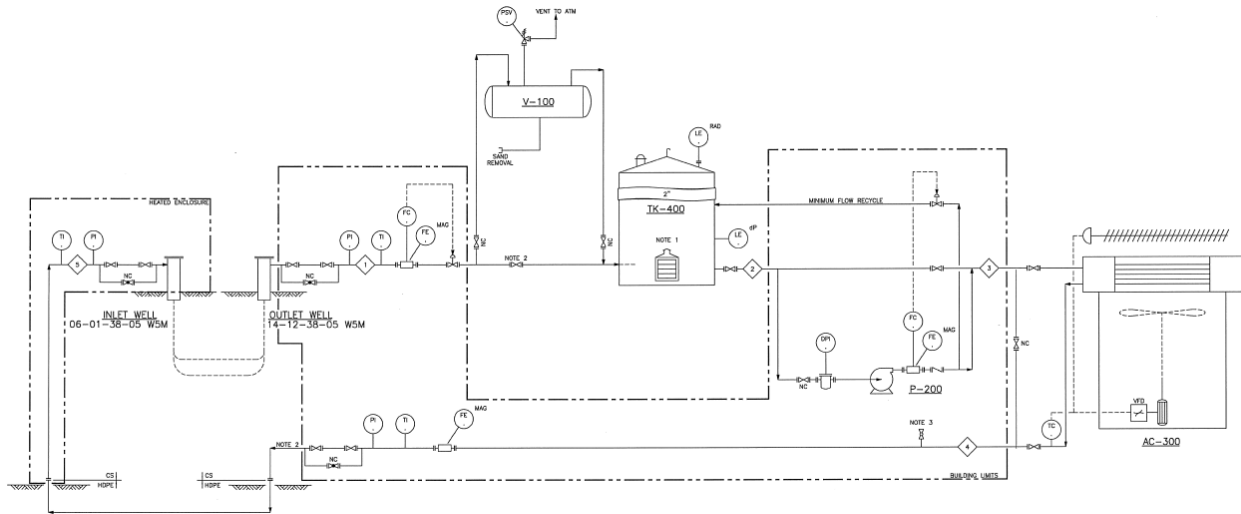 PSV
VENT TO ATM
V-100
SAND
REMOVAL
LE
RAD
HEATED ENCLOSURE
TI
PI
5
NC
INLET WELL
06-01-38-05 W5M
OUTLET WELL
14-12-38-05 W5M
NC
PI
TI
1
FC
FE
MAG
NC
NOTE 2
NC
2"
TK-400
NOTE 1
LE
dP
2
MINIMUM FLOW RECYCLE
DPI
NC
FC
FE
MAG
P-200
3
NC
NOTE 3
4
TC
VFD
AC-300
BUILDING LIMITS
NOTE 2
NC
PI
TI
FE
MAG
CS
HDPE
CS
HDPE